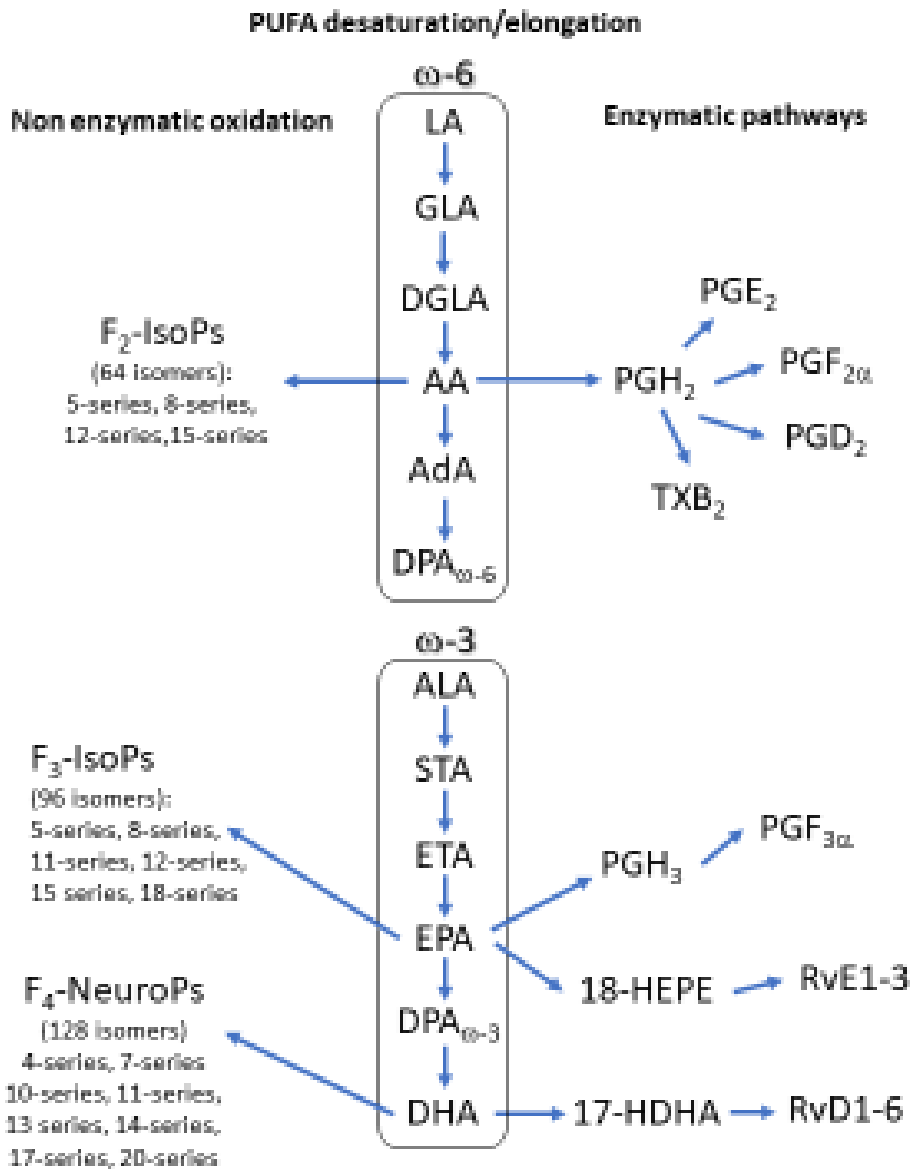 PUFA desaturation/elongation
ω-6
Non enzymatic oxidation
Enzymatic pathways
LA
GLA
DGLA
AA
AdA
DPAω-6
F2-IsoPs
(64 isomers):
5-series, 8-series,
12-series,15-series
PGH2
PGE2
PGF2α
PGD2
TXB2
ω-3
ALA
STA
ETA
EPA
DPAω-3
DHA
F3-IsoPs
(96 isomers):
5-series, 8-series,
11-series, 12-series,
15 series, 18-series
F4-NeuroPs
(128 isomers)
4-series, 7-series
10-series, 11-series,
13 series, 14-series,
17-series, 20-series
PGH3
PGF3α
18-HEPE
RvE1-3
17-HDHA
RvD1-6